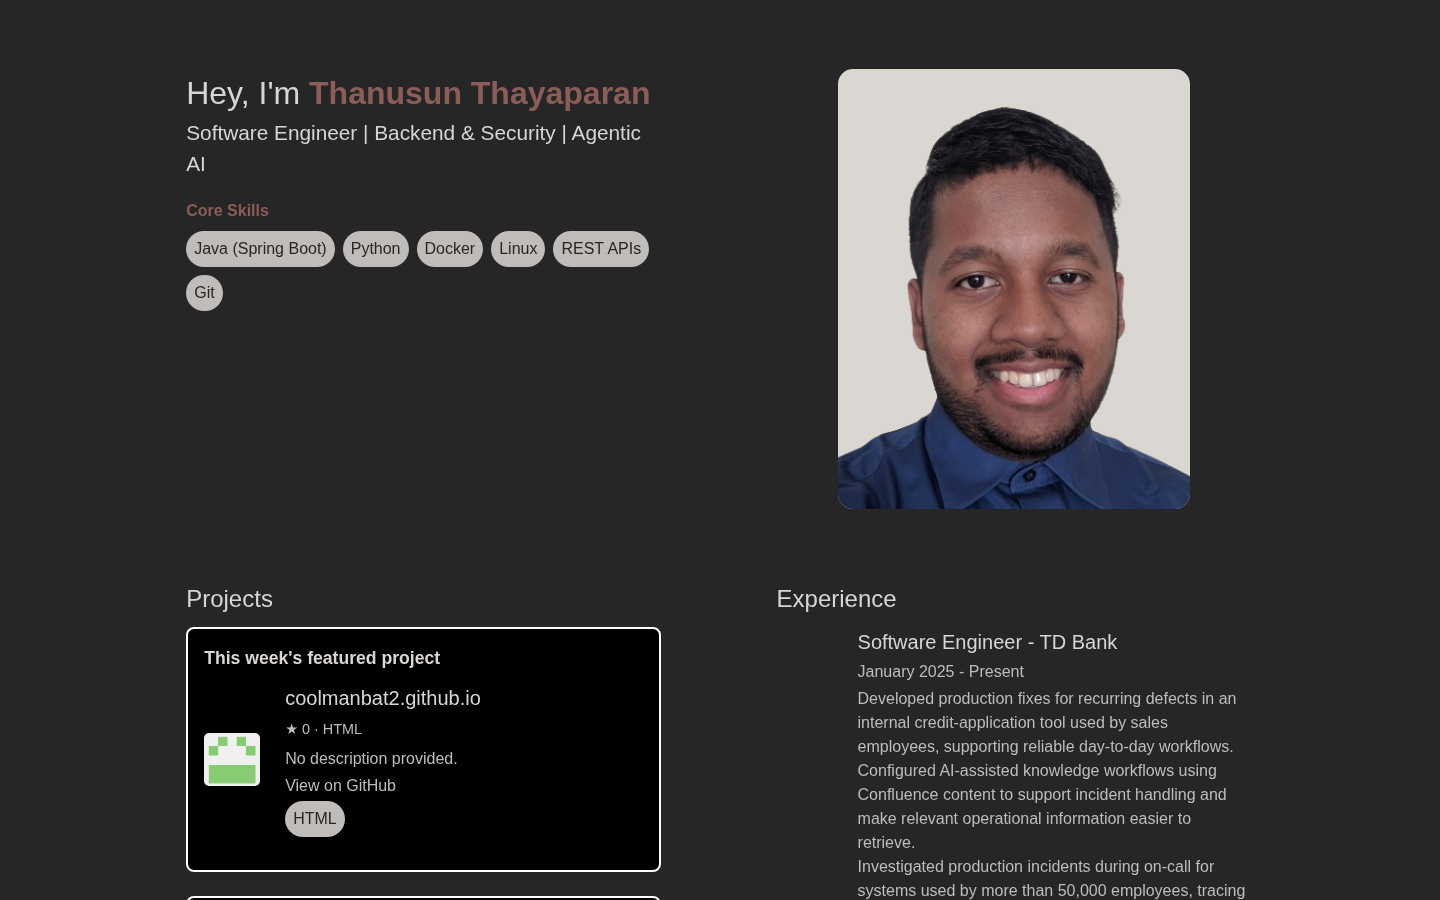 Hey, I'm Thanusun Thayaparan
Software Engineer | Backend & Security | Agentic
AI
Core Skills
Java (Spring Boot) Python Docker Linux REST APIs
Git
Projects
This week's featured project
coolmanbat2.github.io
★ 0 · HTML
No description provided.
View on GitHub
HTML
Experience
Software Engineer - TD Bank
January 2025 - Present
Developed production fixes for recurring defects in an
internal credit-application tool used by sales
employees, supporting reliable day-to-day workflows.
Configured AI-assisted knowledge workflows using
Confluence content to support incident handling and
make relevant operational information easier to
retrieve.
Investigated production incidents during on-call for
systems used by more than 50,000 employees, tracing